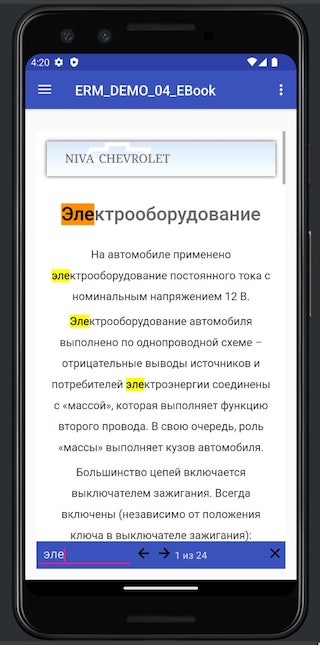 4:20
ERM_DEMO_04_EBook
NIVA CHEVROLET
Электрооборудование
На автомобиле применено
электрооборудование постоянного тока с
номинальным напряжением 12 В.
Электрооборудование автомобиля
выполнено по однопроводной схеме –
отрицательные выводы источников и
потребителей электроэнергии соединены
с «массой», которая выполняет функцию
второго провода. В свою очередь, роль
«массы» выполняет кузов автомобиля.
Большинство цепей включается
выключателем зажигания. Всегда
включены (независимо от положения
ключа в выключателе зажигания):
эле
1 из 24